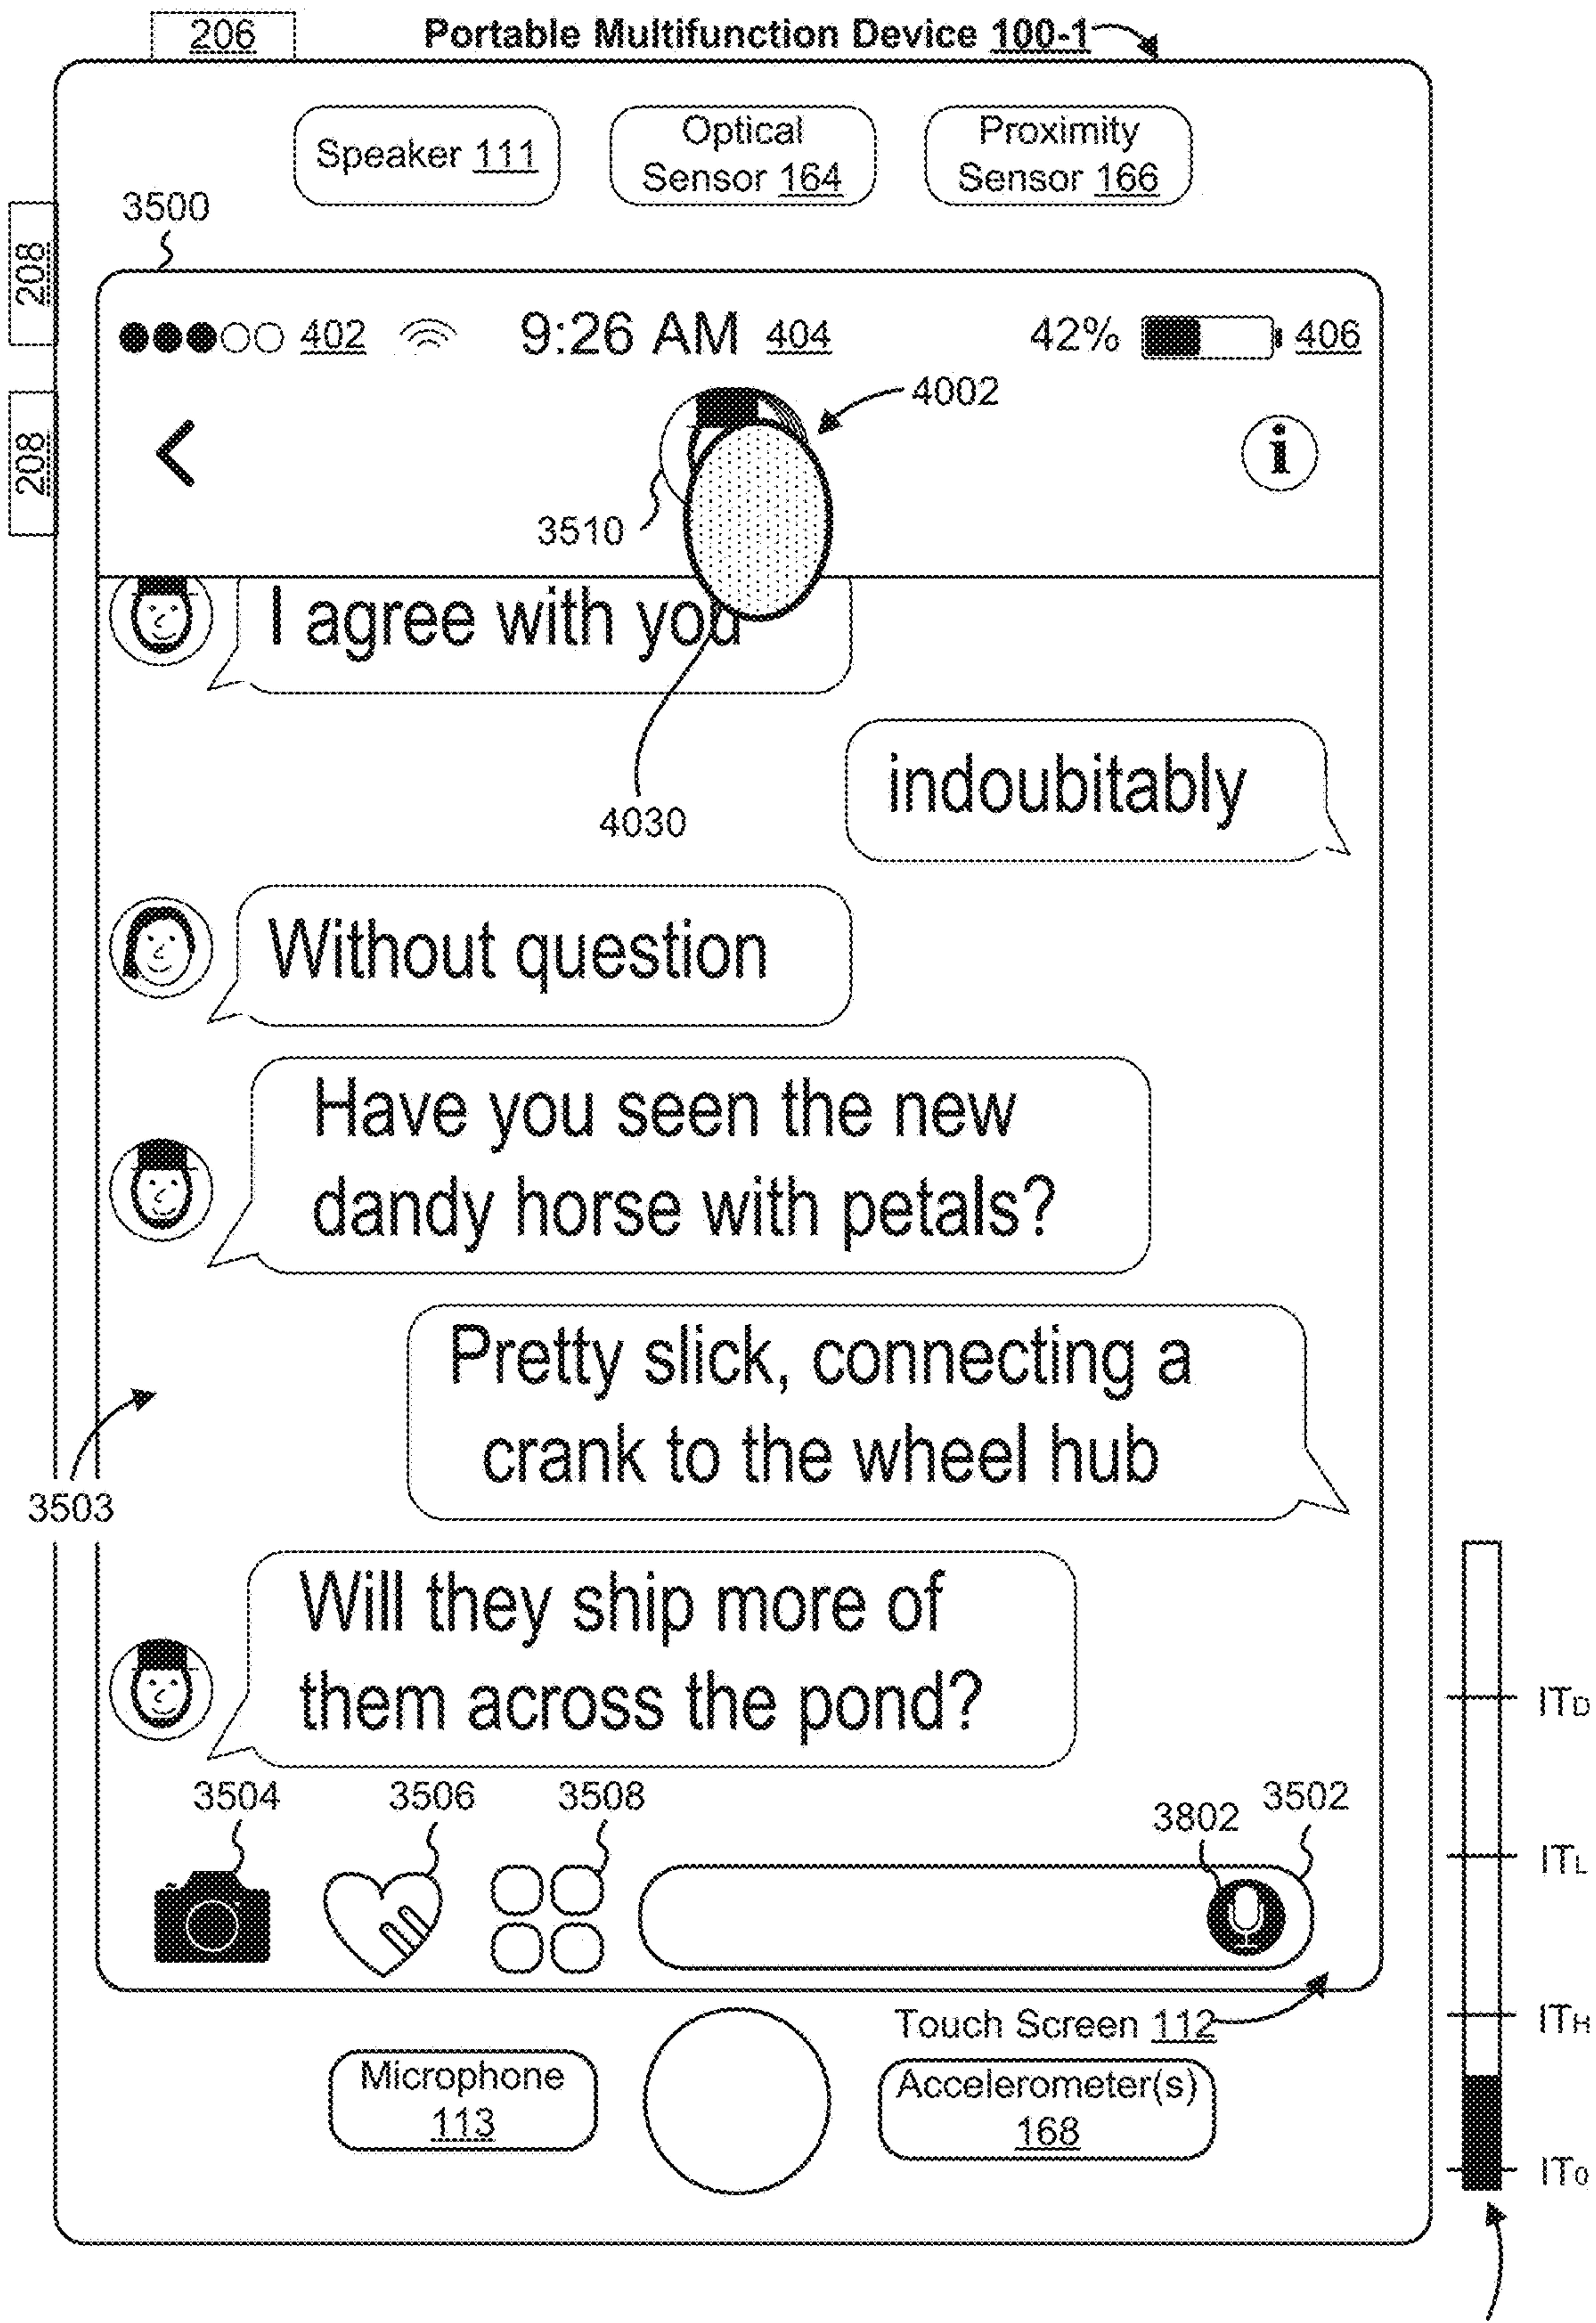 206 Portable Multifunction Device 100-1
Speaker 111
Optical
Sensor 164
Proximity
Sensor 166
3500
208
208
402 9:26 AM 404 42% 406
4002
i
3510
I agree with you
indoubitably
4030
Without question
Have you seen the new
dandy horse with petals?
Pretty slick, connecting a
crank to the wheel hub
3503
Will they ship more of
them across the pond?
3504 3506 3508 3802 3502
Touch Screen 112
Microphone
113
Accelerometer(s)
168
ITD
ITL
ITH
IT0